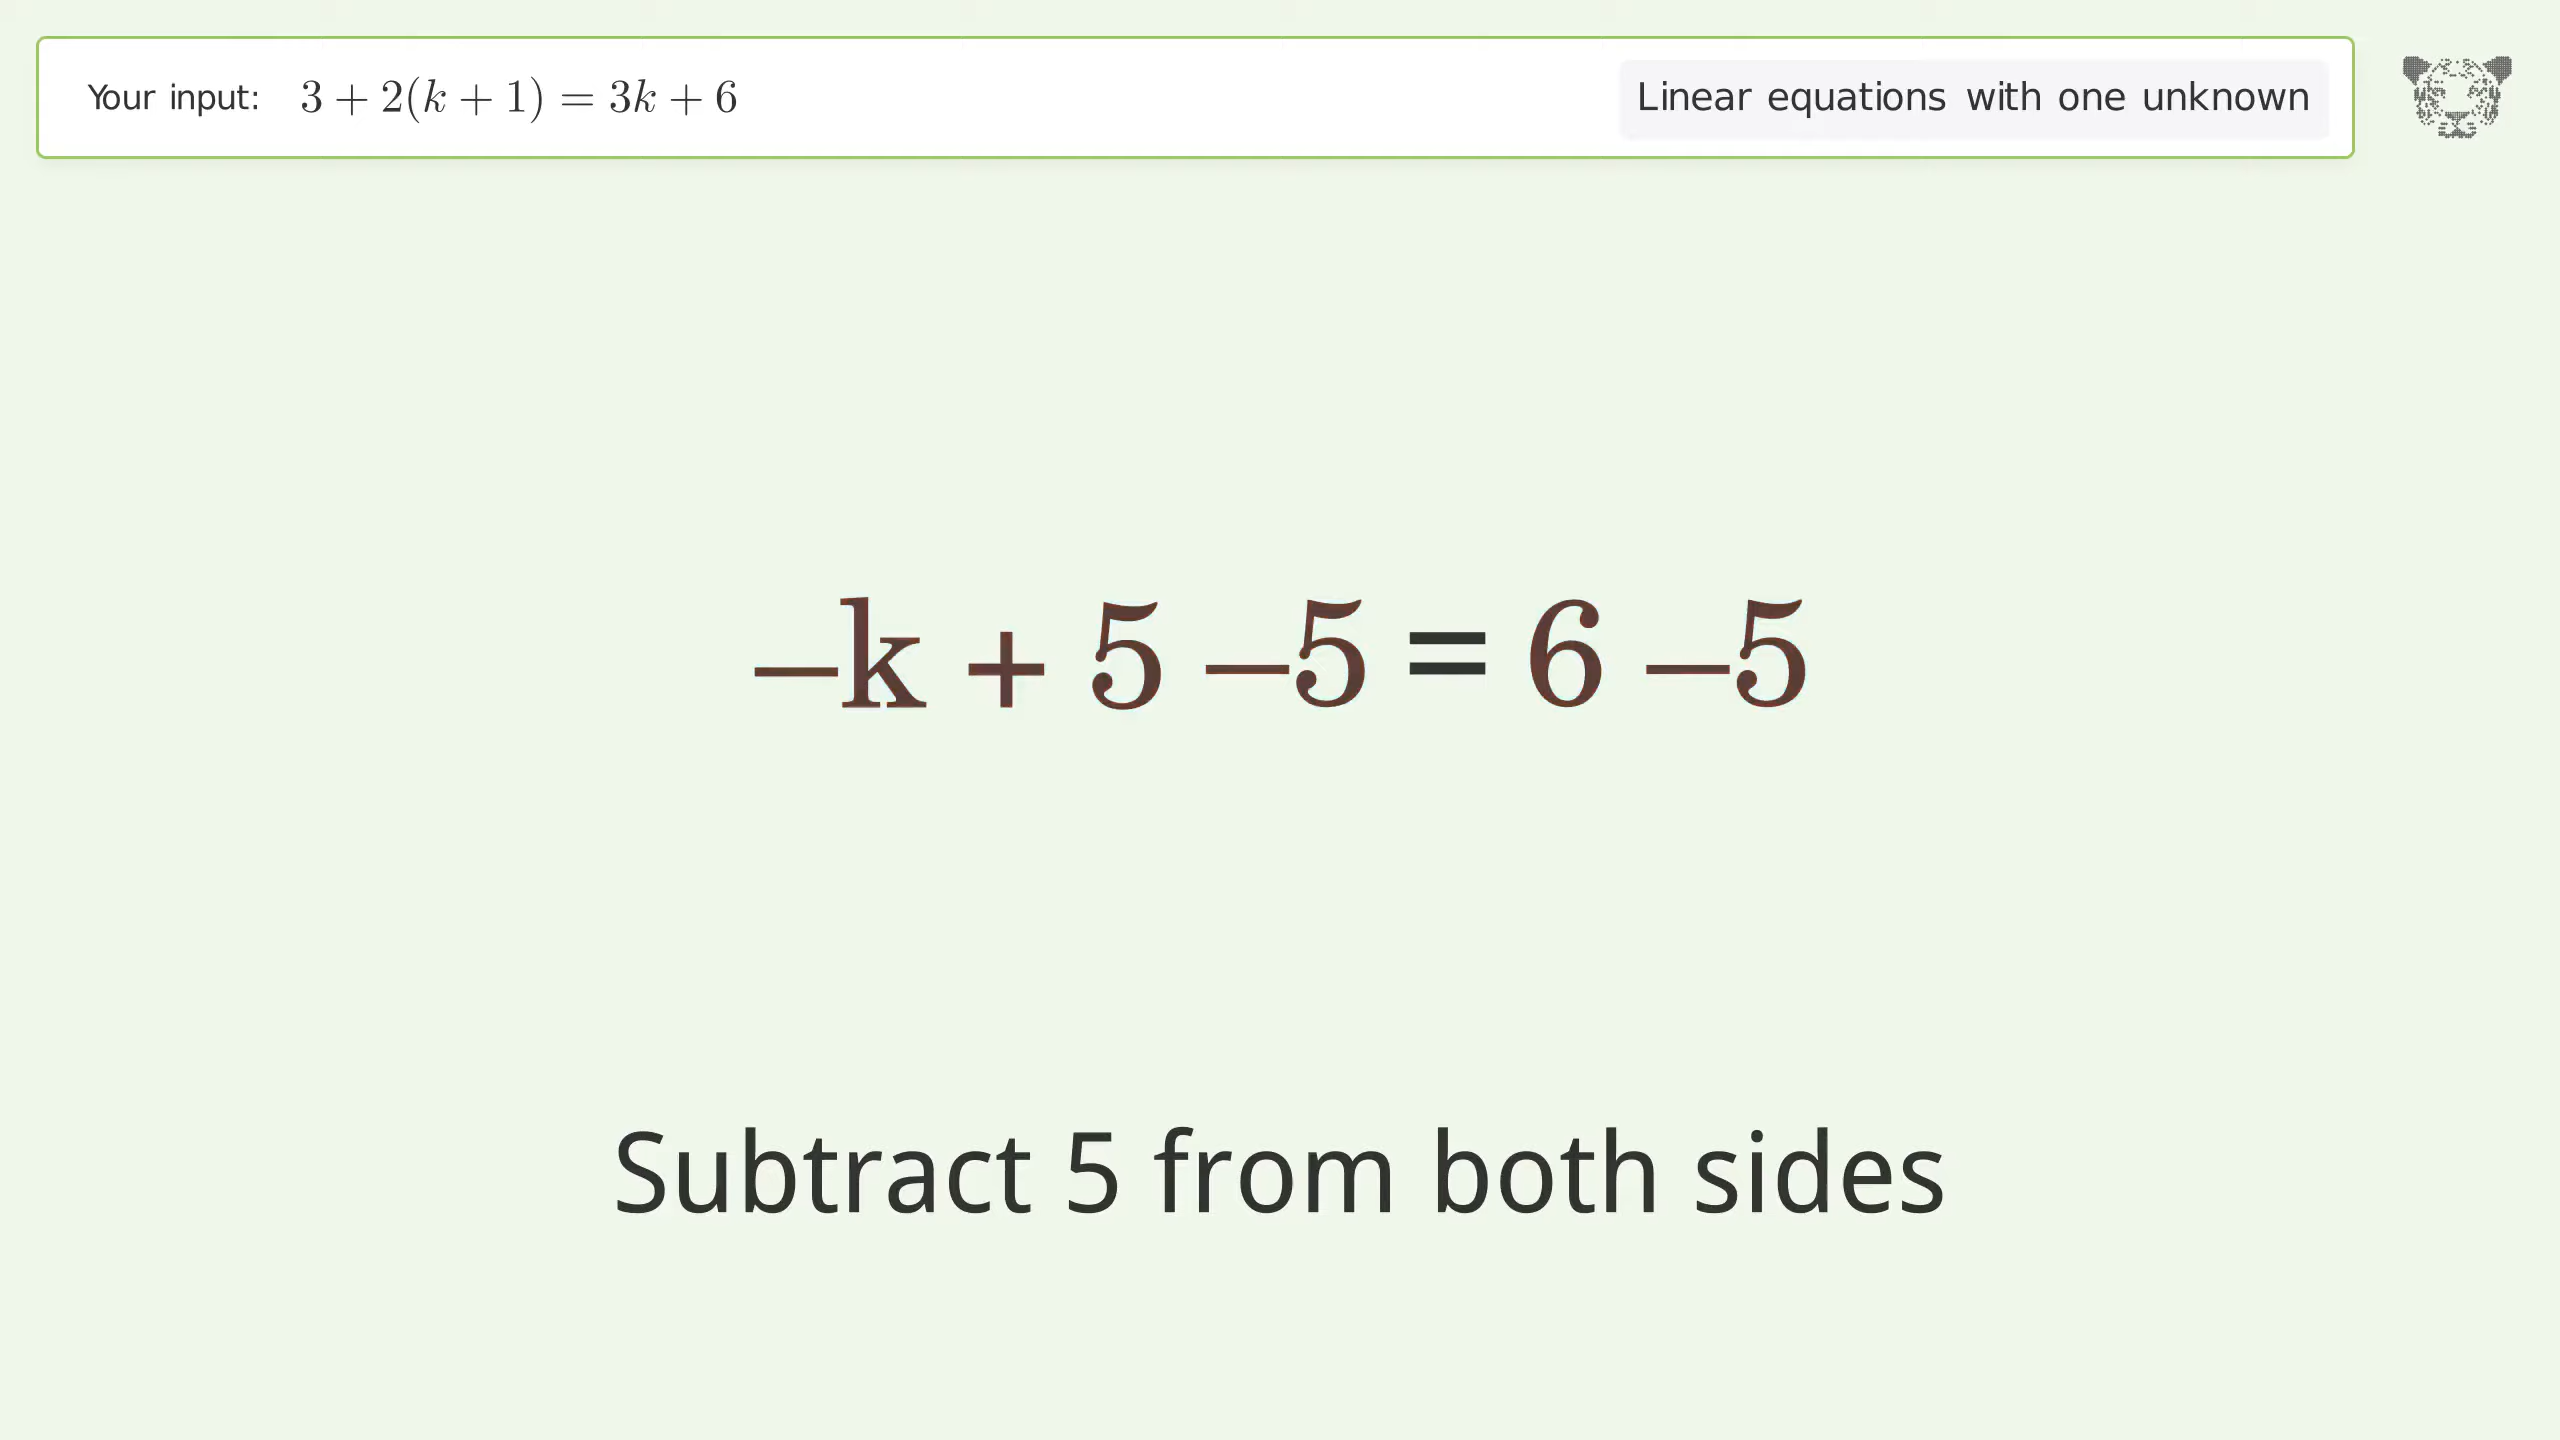 Your input: 3 + 2(k + 1) = 3k + 6
Linear equations with one unknown
–k + 5 –5 = 6 –5
Subtract 5 from both sides